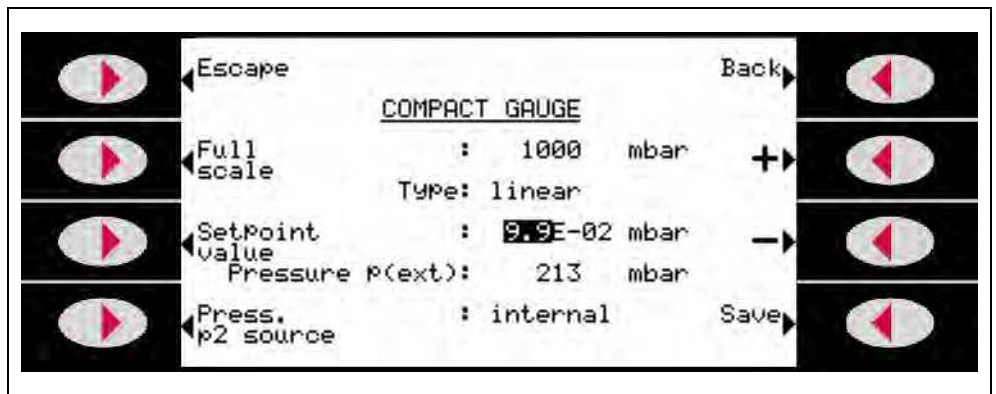 Escape Back
COMPACT GAUGE
Full scale : 1000 mbar +
Type: linear
Setpoint value : 9.9E-02 mbar −
Pressure p(ext): 213 mbar
Press. p2 source : internal Save